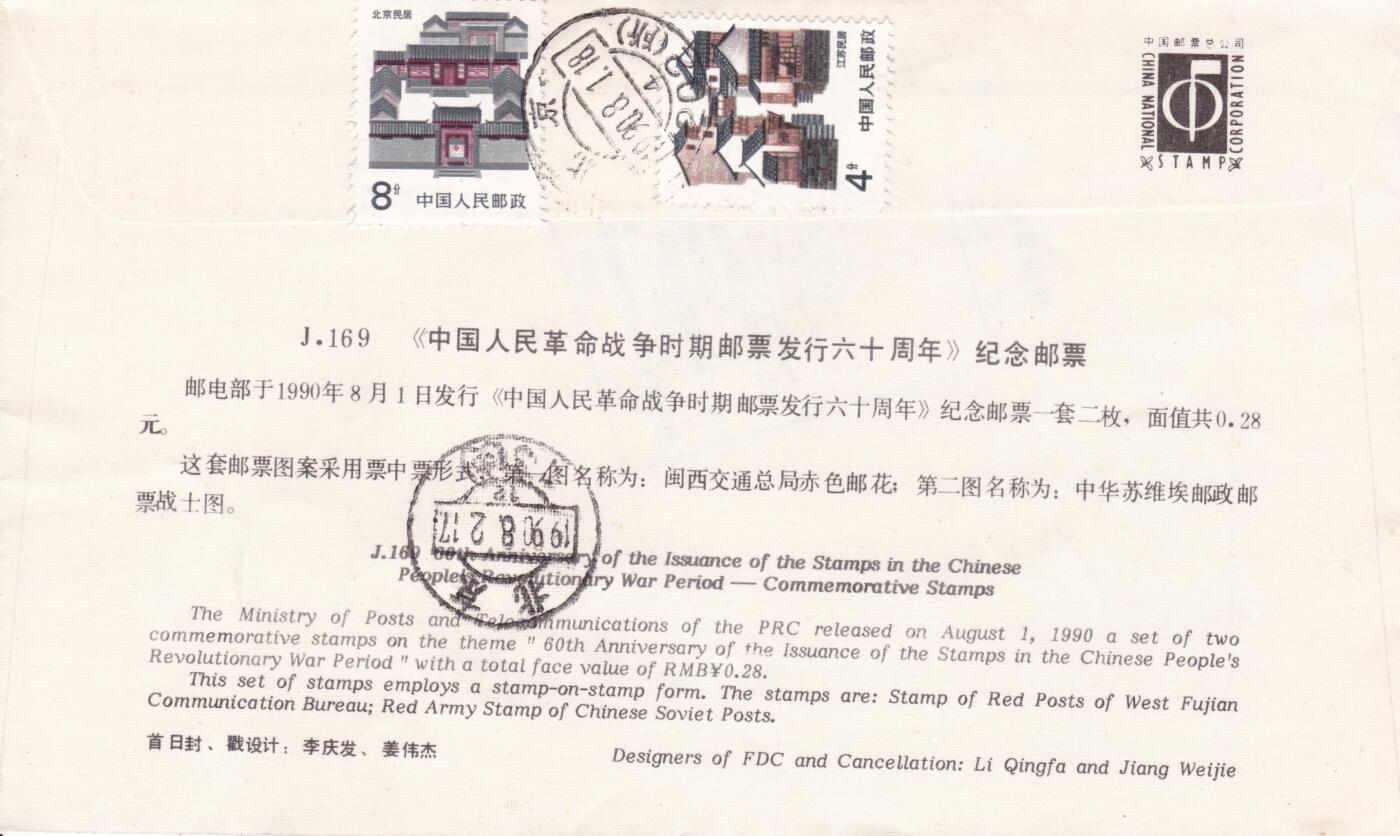 北京民居
8分 中国人民邮政
江苏民居
中国人民邮政
4分
京
1990.8.1.18
(所)
中国邮票总公司
CHINA NATIONAL
STAMP
CORPORATION
J.169 《中国人民革命战争时期邮票发行六十周年》纪念邮票
邮电部于1990年8月1日发行《中国人民革命战争时期邮票发行六十周年》纪念邮票一套二枚，面值共0.28
元。
这套邮票图案采用票中票形式。第一图名称为：闽西交通总局赤色邮花；第二图名称为：中华苏维埃邮政邮
票战士图。
1990.8.2.17
北京
J.169 60th Anniversary of the Issuance of the Stamps in the Chinese
People's Revolutionary War Period — Commemorative Stamps
The Ministry of Posts and Telecommunications of the PRC released on August 1, 1990 a set of two
commemorative stamps on the theme " 60th Anniversary of the Issuance of the Stamps in the Chinese People's
Revolutionary War Period " with a total face value of RMB¥0.28.
This set of stamps employs a stamp-on-stamp form. The stamps are: Stamp of Red Posts of West Fujian
Communication Bureau; Red Army Stamp of Chinese Soviet Posts.
首日封、戳设计：李庆发、姜伟杰
Designers of FDC and Cancellation: Li Qingfa and Jiang Weijie